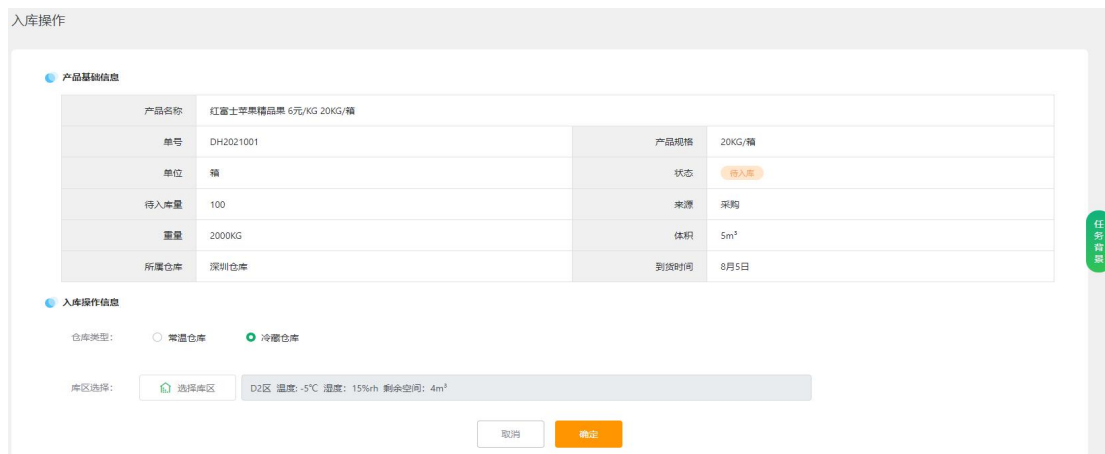 入库操作
产品基础信息
产品名称 红富士苹果精品果 6元/KG 20KG/箱
单号 DH2021001 产品规格 20KG/箱
单位 箱 状态 待入库
待入库量 100 来源 采购
重量 2000KG 体积 5m³
所属仓库 深圳仓库 到货时间 8月5日
任务背景
入库操作信息
仓库类型： 常温仓库 冷藏仓库
库区选择： 选择库区 D2区 温度: -5℃ 湿度：15%rh 剩余空间：4m³
取消 确定